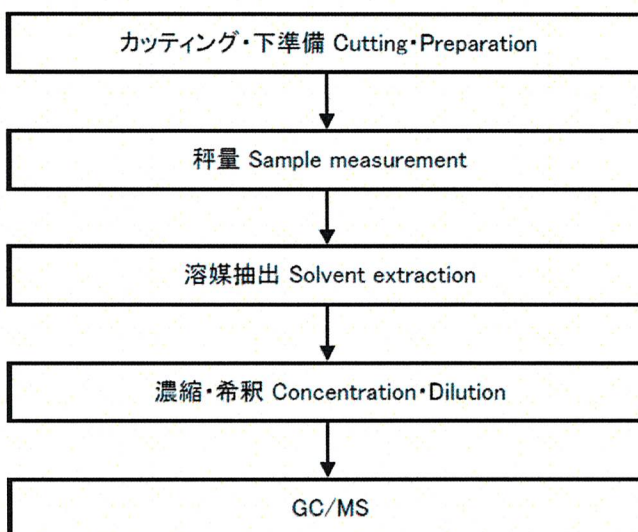 カッティング・下準備 Cutting・Preparation
秤量 Sample measurement
溶媒抽出 Solvent extraction
濃縮・希釈 Concentration・Dilution
GC/MS